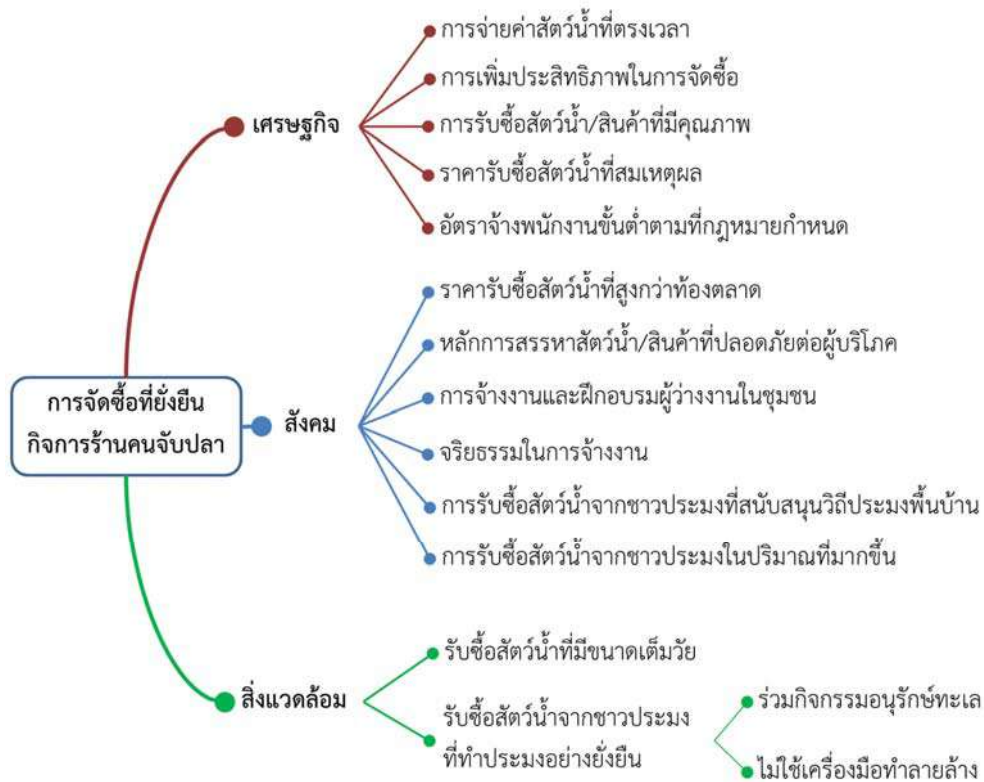 การจัดซื้อที่ยั่งยืน
กิจการร้านคนจับปลา
เศรษฐกิจ
การจ่ายค่าสัตว์น้ำที่ตรงเวลา
การเพิ่มประสิทธิภาพในการจัดซื้อ
การรับซื้อสัตว์น้ำ/สินค้าที่มีคุณภาพ
ราคารับซื้อสัตว์น้ำที่สมเหตุผล
อัตราจ้างพนักงานขั้นต่ำตามที่กฎหมายกำหนด
สังคม
ราคารับซื้อสัตว์น้ำที่สูงกว่าท้องตลาด
หลักการสรรหาสัตว์น้ำ/สินค้าที่ปลอดภัยต่อผู้บริโภค
การจ้างงานและฝึกอบรมผู้ว่างงานในชุมชน
จริยธรรมในการจ้างงาน
การรับซื้อสัตว์น้ำจากชาวประมงที่สนับสนุนวิถีประมงพื้นบ้าน
การรับซื้อสัตว์น้ำจากชาวประมงในปริมาณที่มากขึ้น
สิ่งแวดล้อม
รับซื้อสัตว์น้ำที่มีขนาดเต็มวัย
รับซื้อสัตว์น้ำจากชาวประมง
ที่ทำประมงอย่างยั่งยืน
ร่วมกิจกรรมอนุรักษ์ทะเล
ไม่ใช้เครื่องมือทำลายล้าง